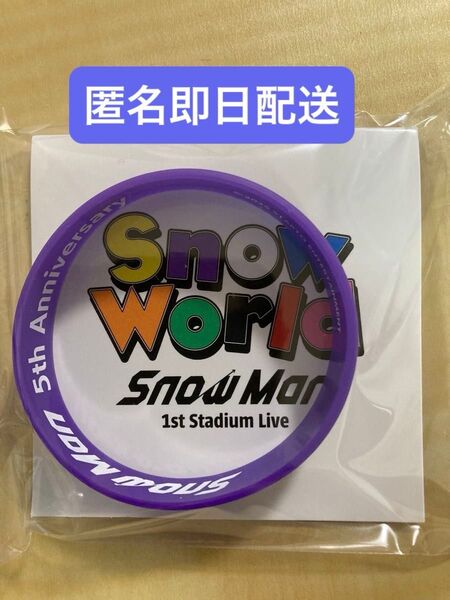 匿名即日配送
Snow
World
Snow Man
1st Stadium Live
Snow Man 5th Anniversary